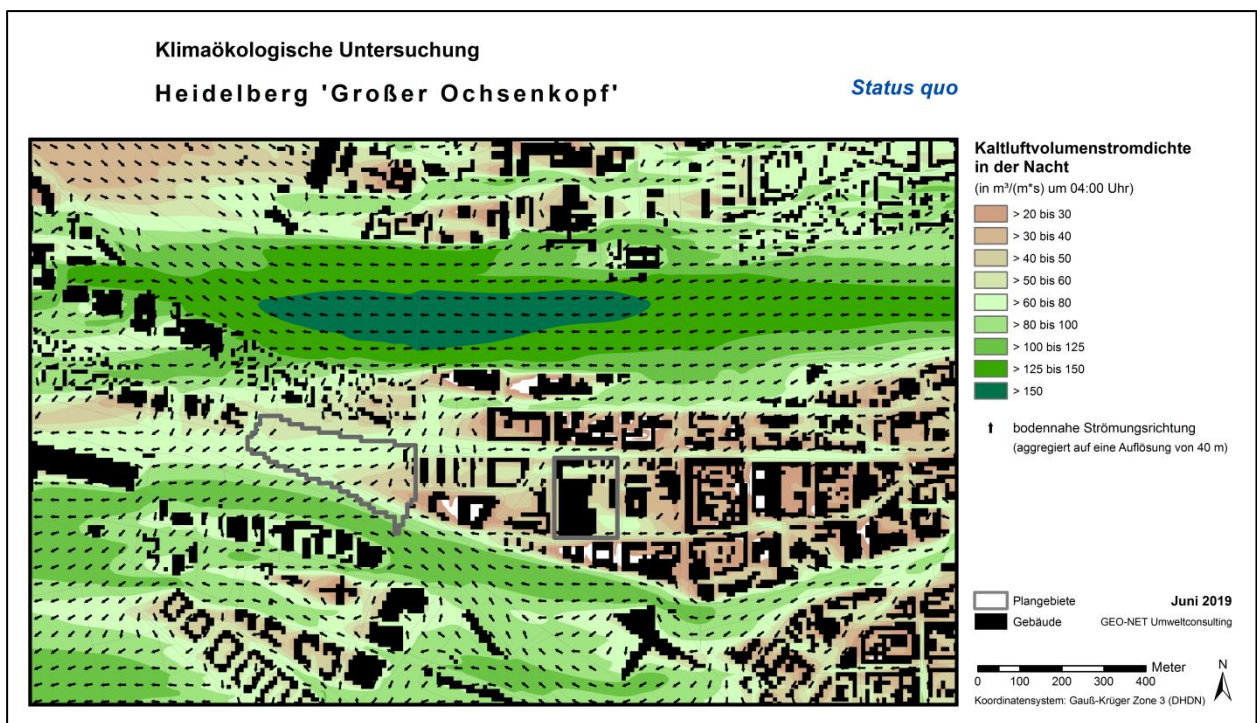 Klimaökologische Untersuchung
Heidelberg 'Großer Ochsenkopf'
Status quo
Kaltluftvolumenstromdichte
in der Nacht
(in m³/(m*s) um 04:00 Uhr)
> 20 bis 30
> 30 bis 40
> 40 bis 50
> 50 bis 60
> 60 bis 80
> 80 bis 100
> 100 bis 125
> 125 bis 150
> 150
bodennahe Strömungsrichtung
(aggregiert auf eine Auflösung von 40 m)
Plangebiete
Juni 2019
Gebäude
GEO-NET Umweltconsulting
Meter
N
0 100 200 300 400
Koordinatensystem: Gauß-Krüger Zone 3 (DHDN)